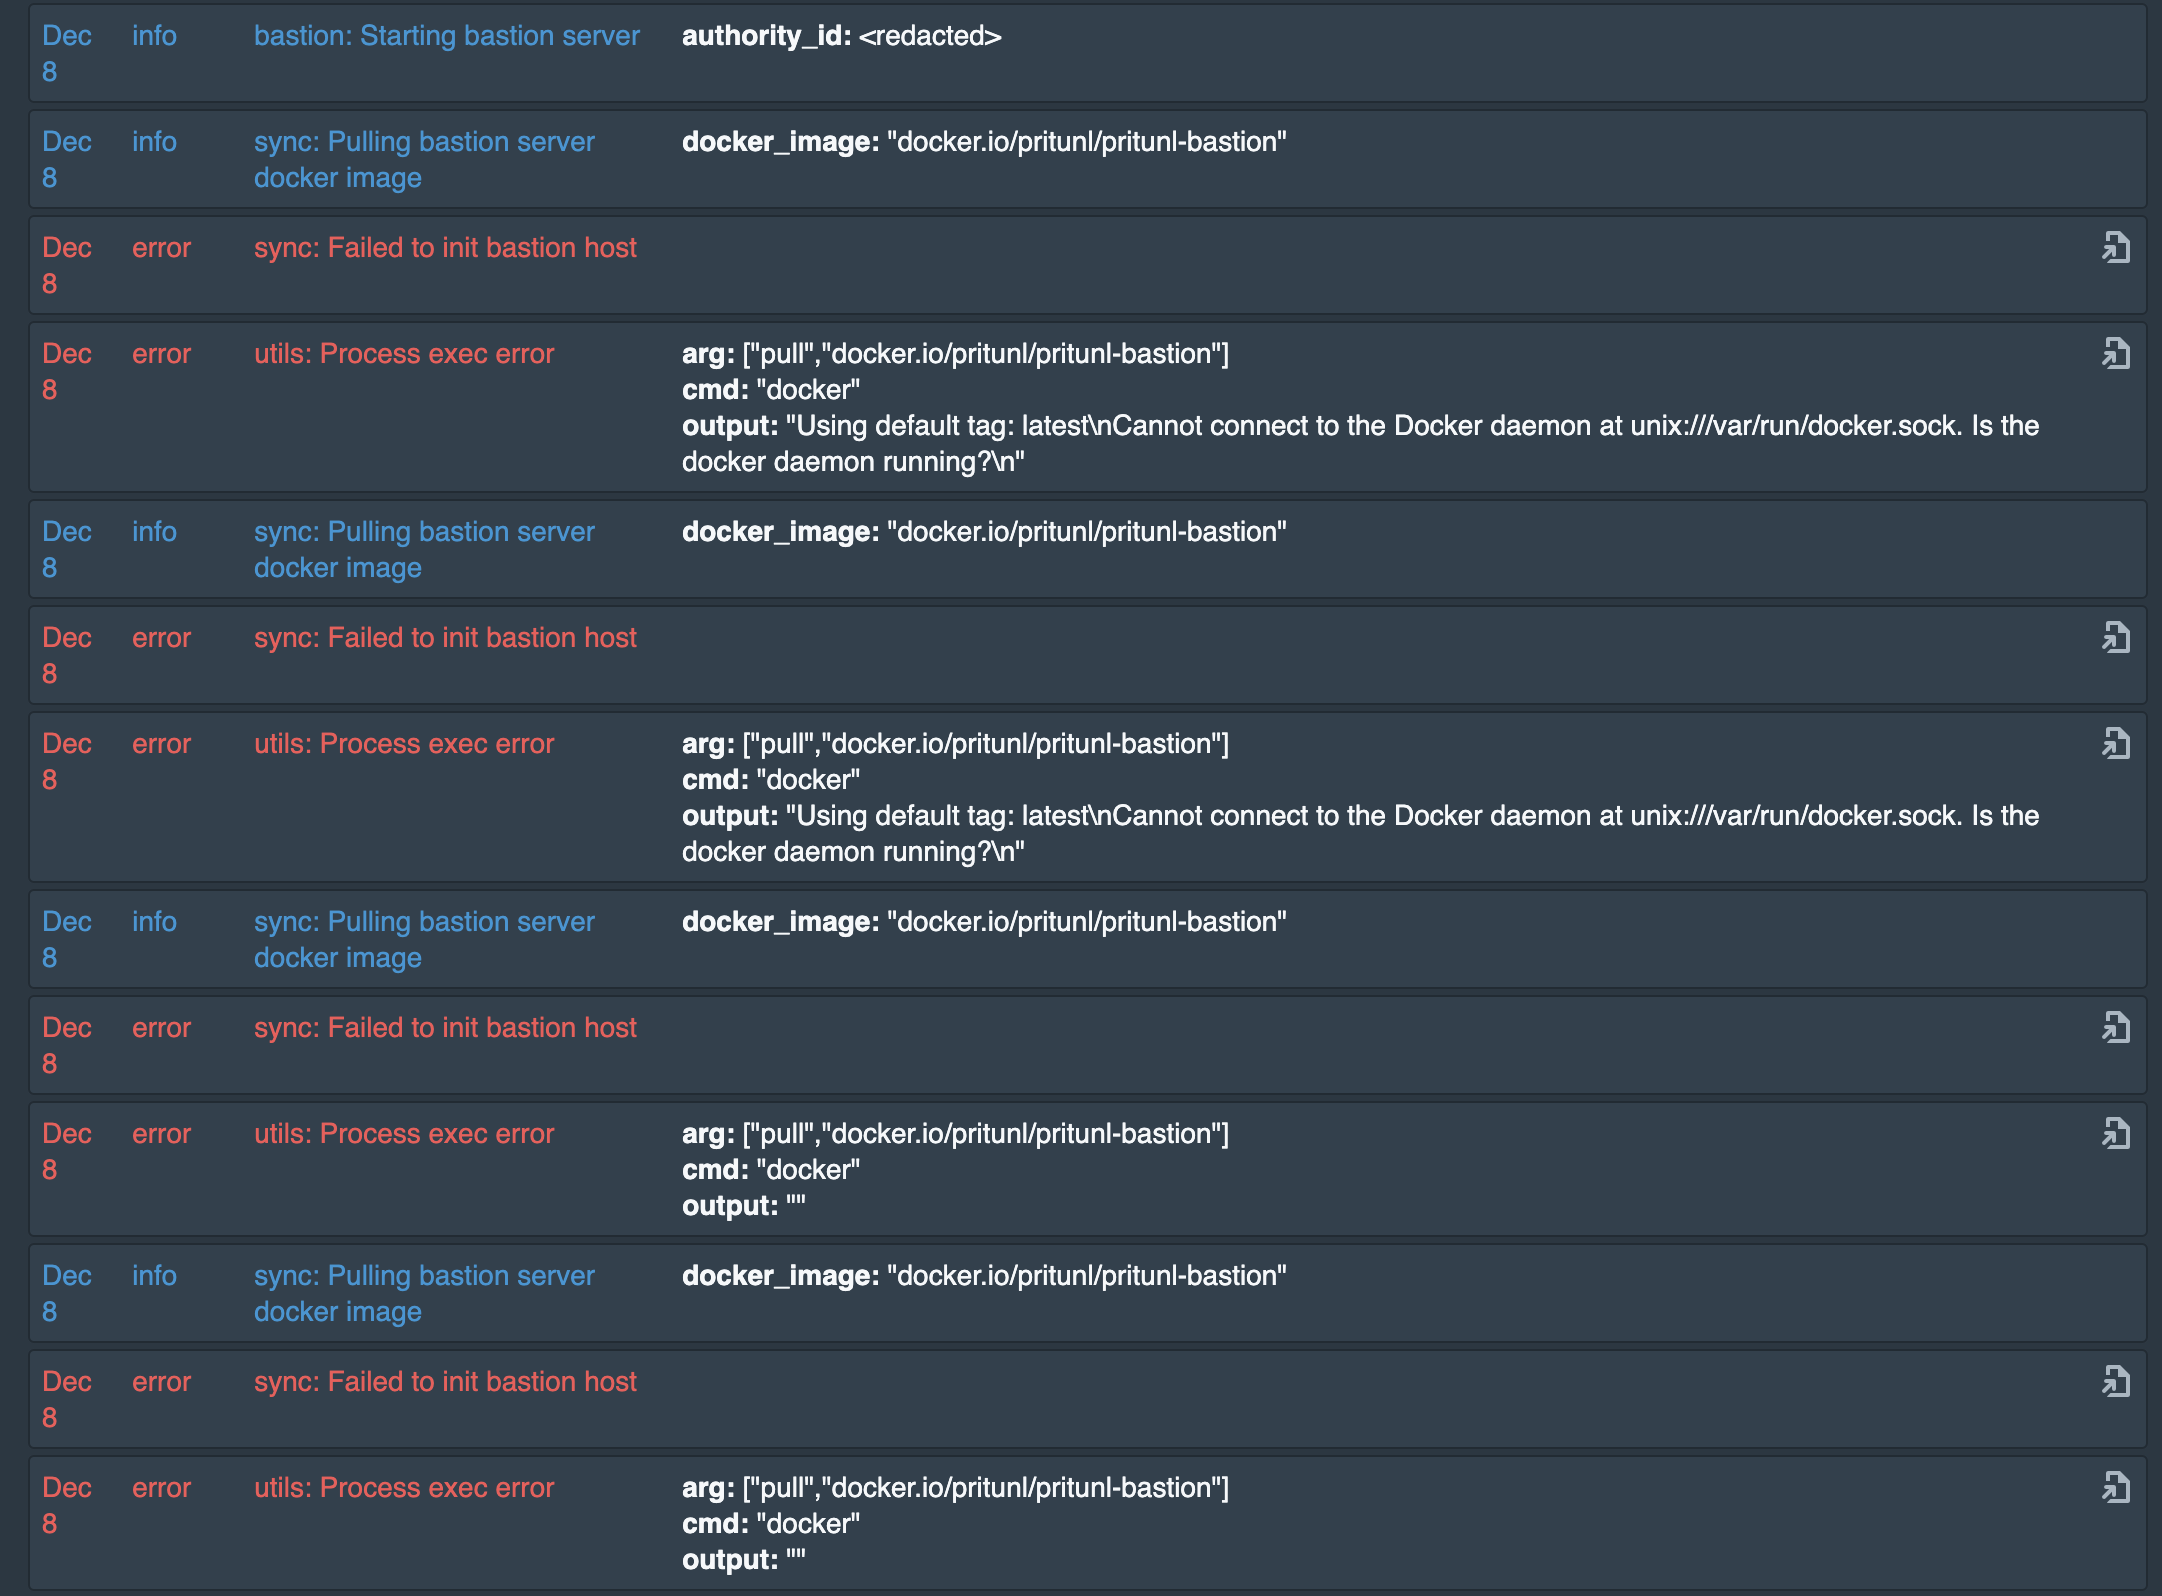 Dec info bastion: Starting bastion server authority_id: <redacted>
8
Dec info sync: Pulling bastion server docker_image: "docker.io/pritunl/pritunl-bastion"
8 docker image
Dec error sync: Failed to init bastion host
8
Dec error utils: Process exec error arg: ["pull","docker.io/pritunl/pritunl-bastion"]
8 cmd: "docker"
output: "Using default tag: latest\nCannot connect to the Docker daemon at unix:///var/run/docker.sock. Is the
docker daemon running?\n"
Dec info sync: Pulling bastion server docker_image: "docker.io/pritunl/pritunl-bastion"
8 docker image
Dec error sync: Failed to init bastion host
8
Dec error utils: Process exec error arg: ["pull","docker.io/pritunl/pritunl-bastion"]
8 cmd: "docker"
output: "Using default tag: latest\nCannot connect to the Docker daemon at unix:///var/run/docker.sock. Is the
docker daemon running?\n"
Dec info sync: Pulling bastion server docker_image: "docker.io/pritunl/pritunl-bastion"
8 docker image
Dec error sync: Failed to init bastion host
8
Dec error utils: Process exec error arg: ["pull","docker.io/pritunl/pritunl-bastion"]
8 cmd: "docker"
output: ""
Dec info sync: Pulling bastion server docker_image: "docker.io/pritunl/pritunl-bastion"
8 docker image
Dec error sync: Failed to init bastion host
8
Dec error utils: Process exec error arg: ["pull","docker.io/pritunl/pritunl-bastion"]
8 cmd: "docker"
output: ""